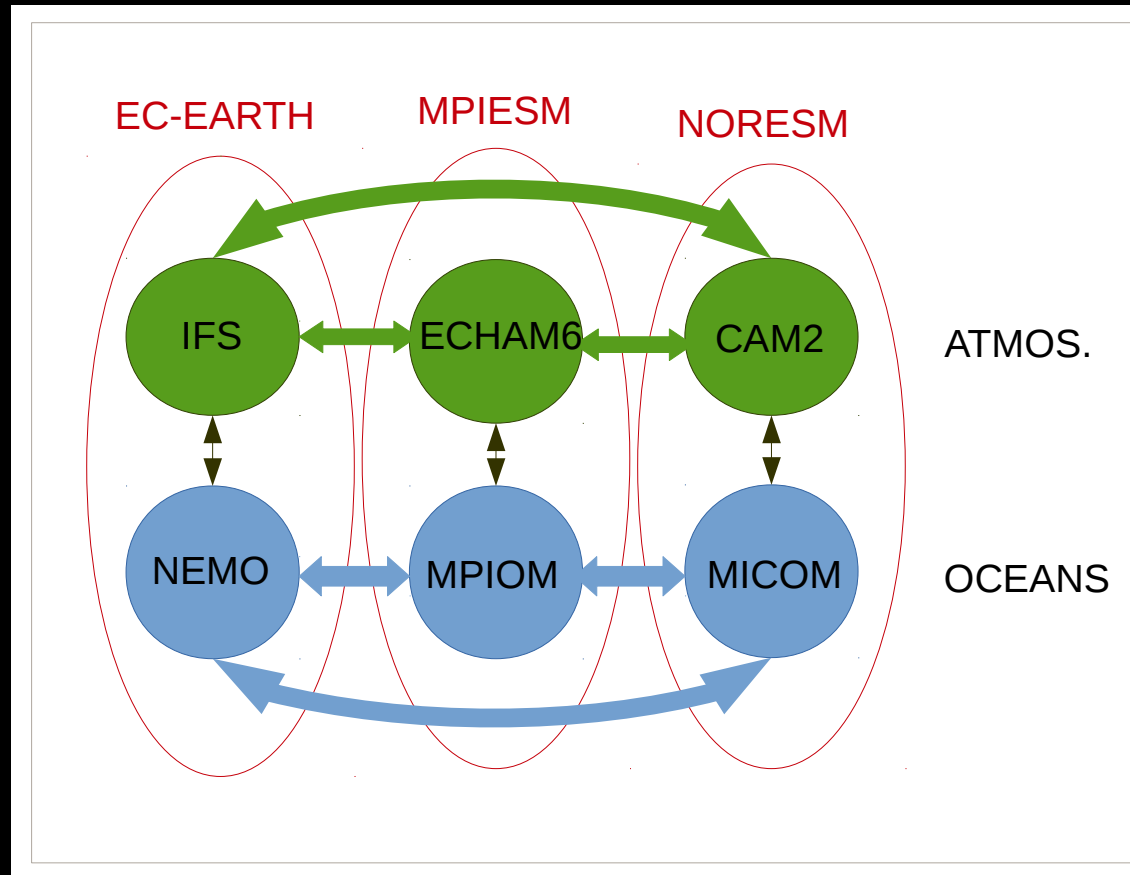 EC-EARTH
MPIESM
NORESM
IFS
ECHAM6
CAM2
ATMOS.
NEMO
MPIOM
MICOM
OCEANS